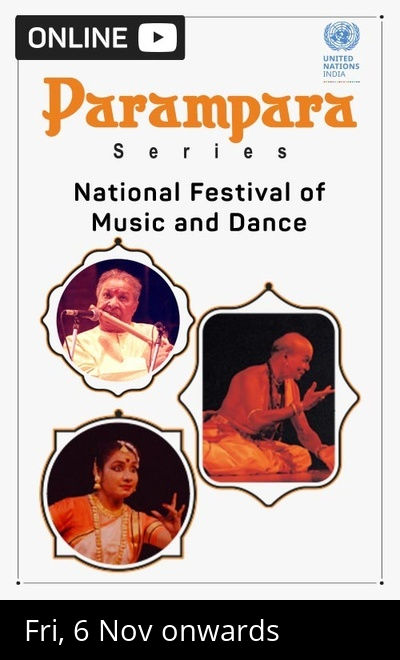 ONLINE
UNITED
NATIONS
INDIA
Parampara
Series
National Festival of
Music and Dance
Fri, 6 Nov onwards